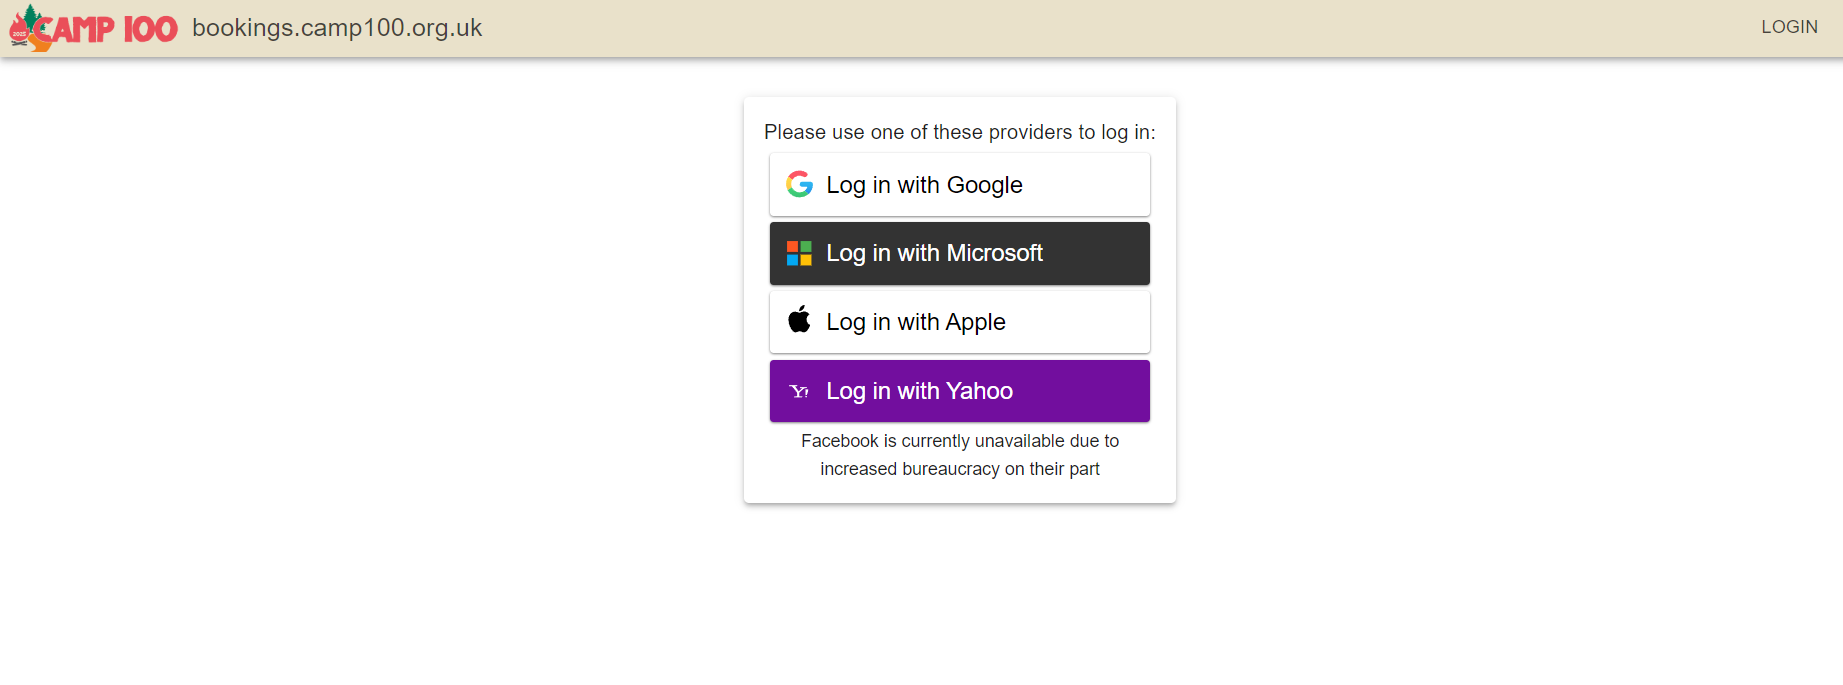 2025 CAMP 100 bookings.camp100.org.uk LOGIN
Please use one of these providers to log in:
Log in with Google
Log in with Microsoft
Log in with Apple
Y! Log in with Yahoo
Facebook is currently unavailable due to
increased bureaucracy on their part